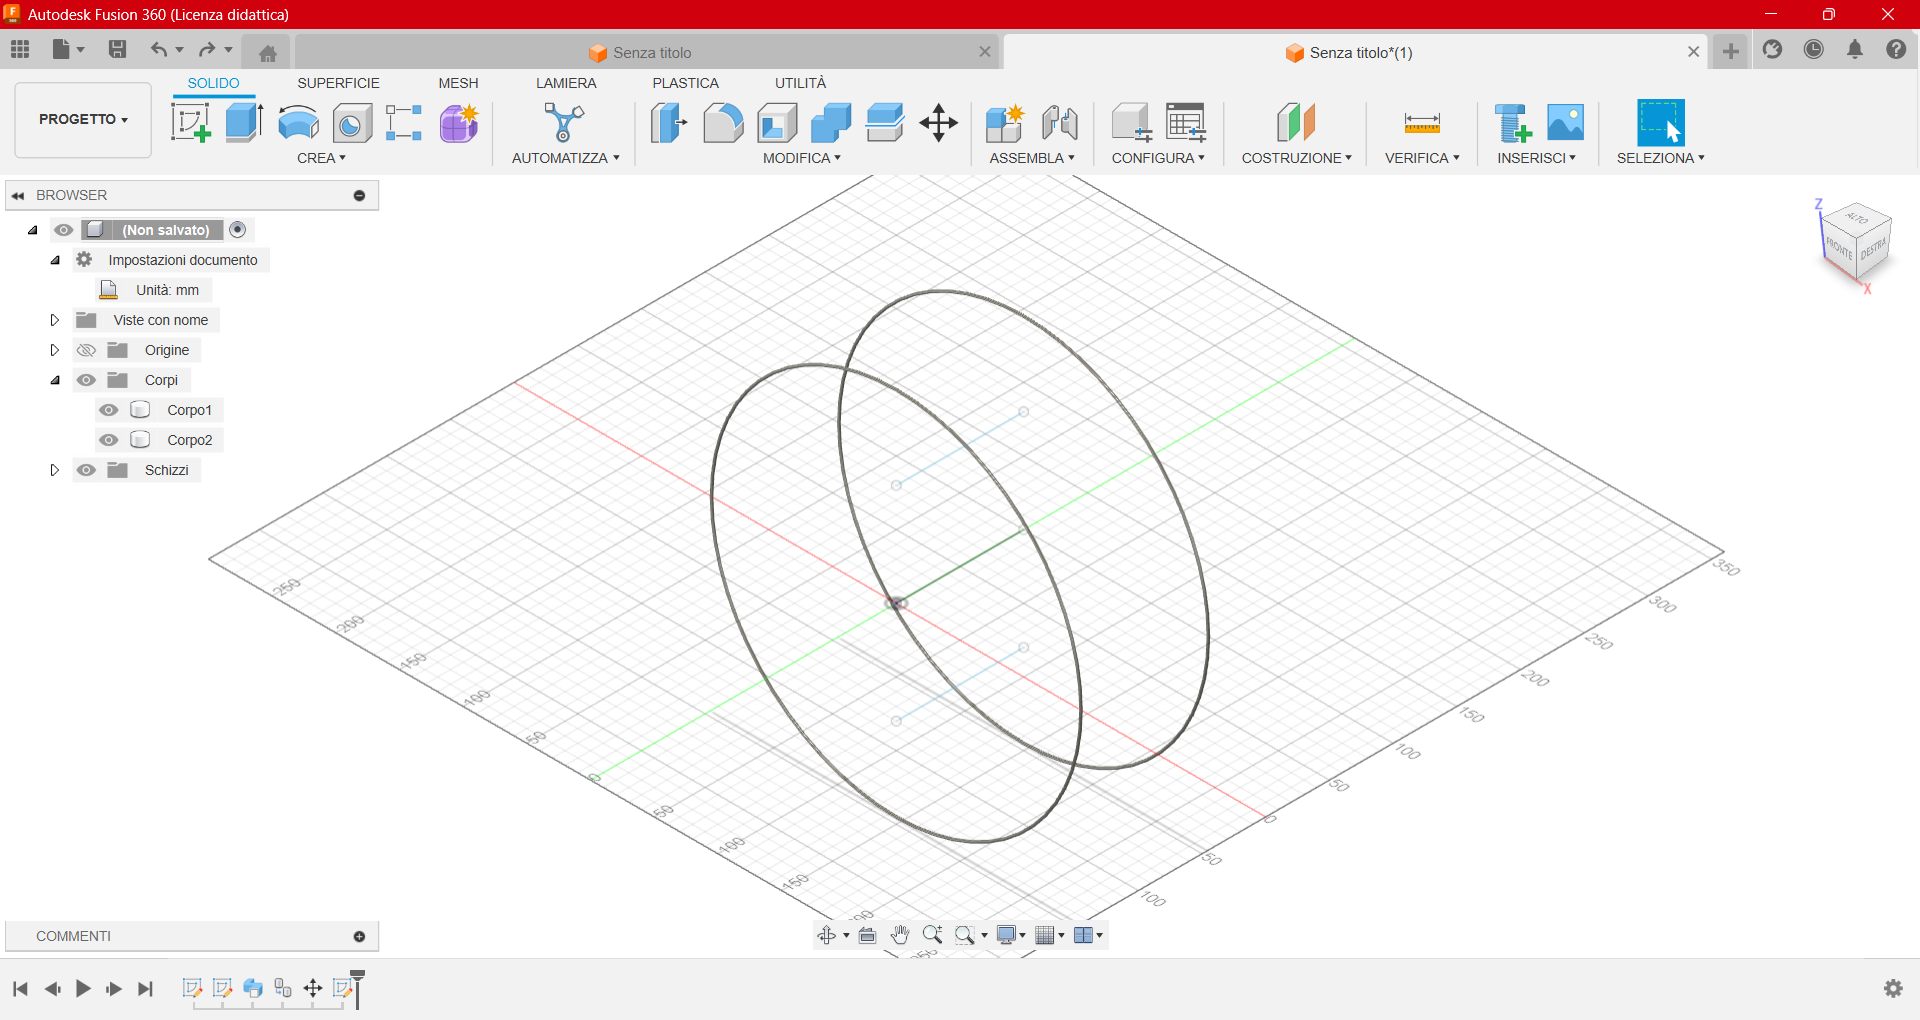 Autodesk Fusion 360 (Licenza didattica)
Senza titolo
Senza titolo*(1)
PROGETTO
SOLIDO SUPERFICIE MESH LAMIERA PLASTICA UTILITÀ
CREA AUTOMATIZZA MODIFICA ASSEMBLA CONFIGURA COSTRUZIONE VERIFICA INSERISCI SELEZIONA
BROWSER
(Non salvato)
Impostazioni documento
Unità: mm
Viste con nome
Origine
Corpi
Corpo1
Corpo2
Schizzi
Z
ALTO
FRONTE
DESTRA
X
250
200
150
100
50
0
50
100
150
350
300
250
200
150
100
50
0
50
100
COMMENTI